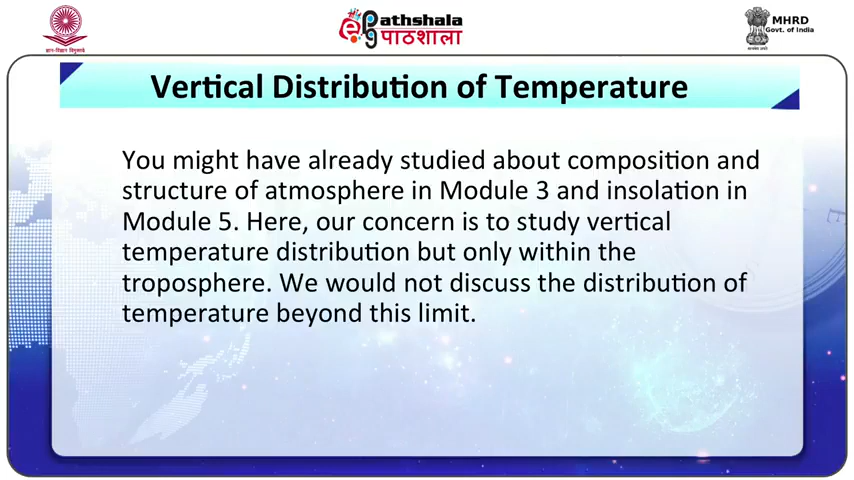 ज्ञान-विज्ञान विमुक्तये
ePathshala
पाठशाला
MHRD
Govt. of India
Vertical Distribution of Temperature
You might have already studied about composition and
structure of atmosphere in Module 3 and insolation in
Module 5. Here, our concern is to study vertical
temperature distribution but only within the
troposphere. We would not discuss the distribution of
temperature beyond this limit.